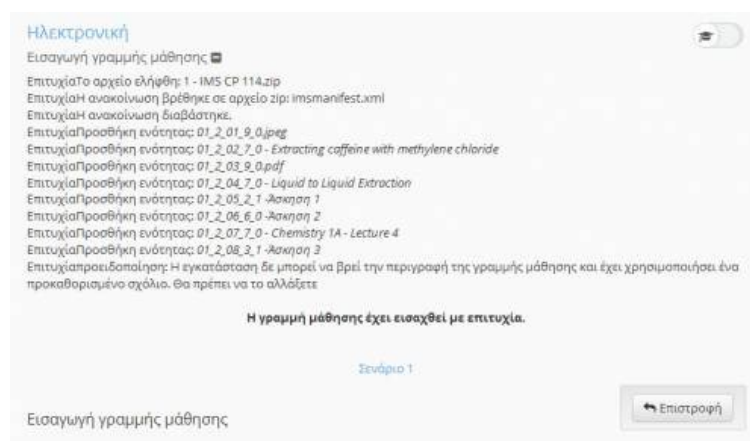 Ηλεκτρονική
Εισαγωγή γραμμής μάθησης
ΕπιτυχίαΤο αρχείο ελήφθη: 1 - IMS CP 114.zip
ΕπιτυχίαΗ ανακοίνωση βρέθηκε σε αρχείο zip: imsmanifest.xml
ΕπιτυχίαΗ ανακοίνωση διαβάστηκε.
ΕπιτυχίαΠροσθήκη ενότητας: 01_2_01_9_0.jpeg
ΕπιτυχίαΠροσθήκη ενότητας: 01_2_02_7_0 - Extracting caffeine with methylene chloride
ΕπιτυχίαΠροσθήκη ενότητας: 01_2_03_9_0.pdf
ΕπιτυχίαΠροσθήκη ενότητας: 01_2_04_7_0 - Liquid to Liquid Extraction
ΕπιτυχίαΠροσθήκη ενότητας: 01_2_05_2_1 -Άσκηση 1
ΕπιτυχίαΠροσθήκη ενότητας: 01_2_06_6_0 -Άσκηση 2
ΕπιτυχίαΠροσθήκη ενότητας: 01_2_07_7_0 - Chemistry 1A - Lecture 4
ΕπιτυχίαΠροσθήκη ενότητας: 01_2_08_3_1 -Άσκηση 3
Επιτυχίαπροειδοποίηση: Η εγκατάσταση δε μπορεί να βρεί την περιγραφή της γραμμής μάθησης και έχει χρησιμοποιήσει ένα
προκαθορισμένο σχόλιο. Θα πρέπει να το αλλάξετε
Η γραμμή μάθησης έχει εισαχθεί με επιτυχία.
Σενάριο 1
Επιστροφή
Εισαγωγή γραμμής μάθησης